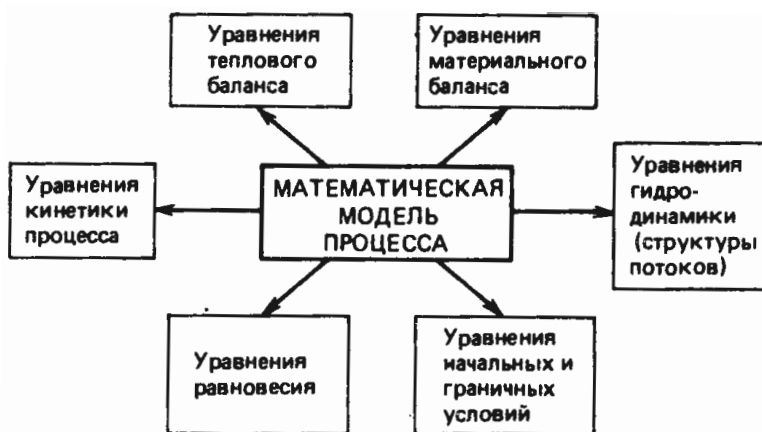 Уравнения
теплового
баланса
Уравнения
материального
баланса
Уравнения
кинетики
процесса
МАТЕМАТИЧЕСКАЯ
МОДЕЛЬ
ПРОЦЕССА
Уравнения
гидро-
динамики
(структуры
потоков)
Уравнения
равновесия
Уравнения
начальных и
граничных
условий